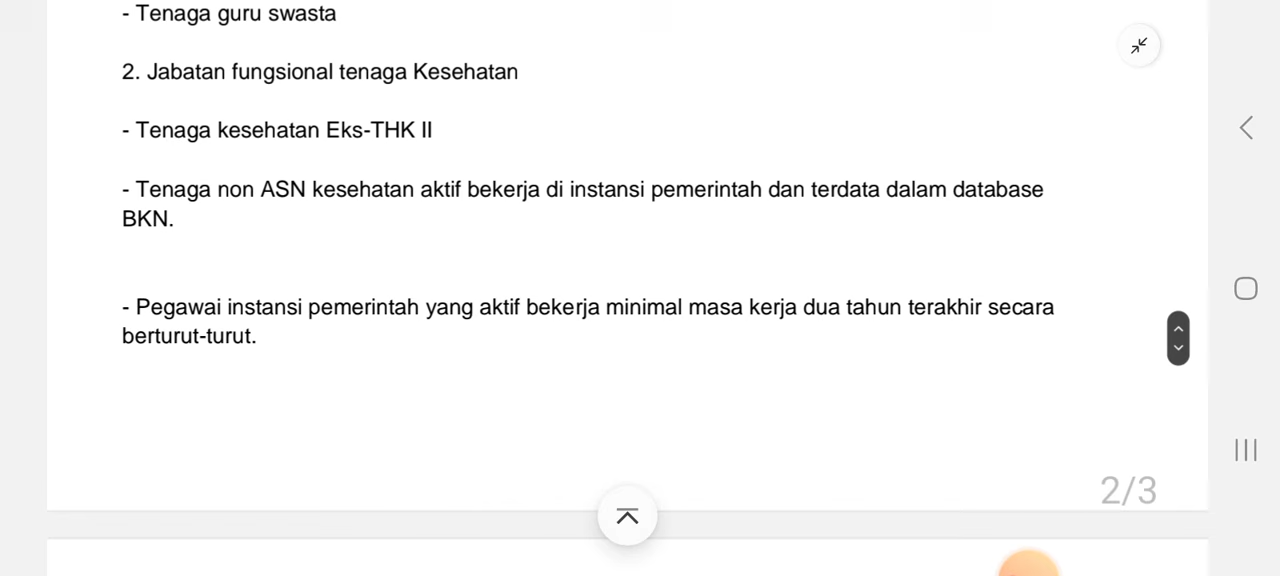 - Tenaga guru swasta
2. Jabatan fungsional tenaga Kesehatan
- Tenaga kesehatan Eks-THK II
- Tenaga non ASN kesehatan aktif bekerja di instansi pemerintah dan terdata dalam database
BKN.
- Pegawai instansi pemerintah yang aktif bekerja minimal masa kerja dua tahun terakhir secara
berturut-turut.
2/3